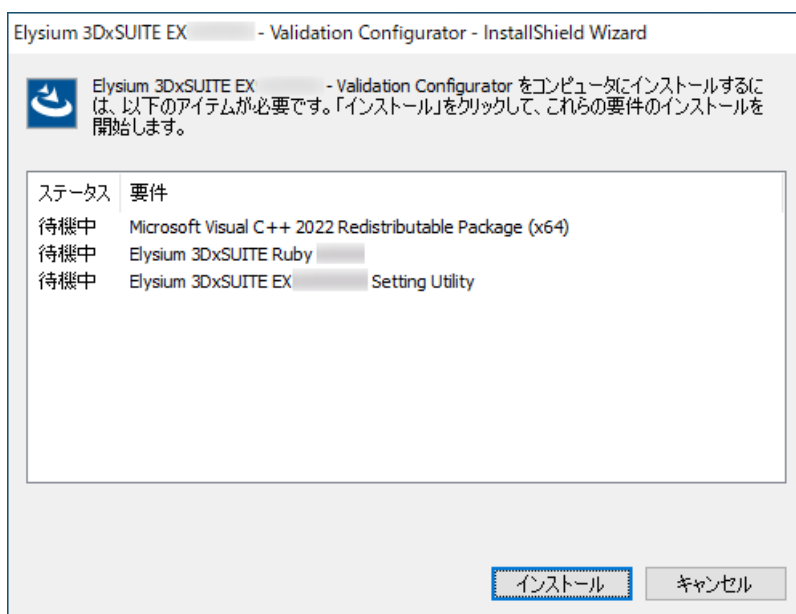 Elysium 3DxSUITE EX - Validation Configurator - InstallShield Wizard
Elysium 3DxSUITE EX - Validation Configurator をコンピュータにインストールするに
は、以下のアイテムが必要です。「インストール」をクリックして、これらの要件のインストールを
開始します。
ステータス 要件
待機中 Microsoft Visual C++ 2022 Redistributable Package (x64)
待機中 Elysium 3DxSUITE Ruby
待機中 Elysium 3DxSUITE EX Setting Utility
インストール キャンセル